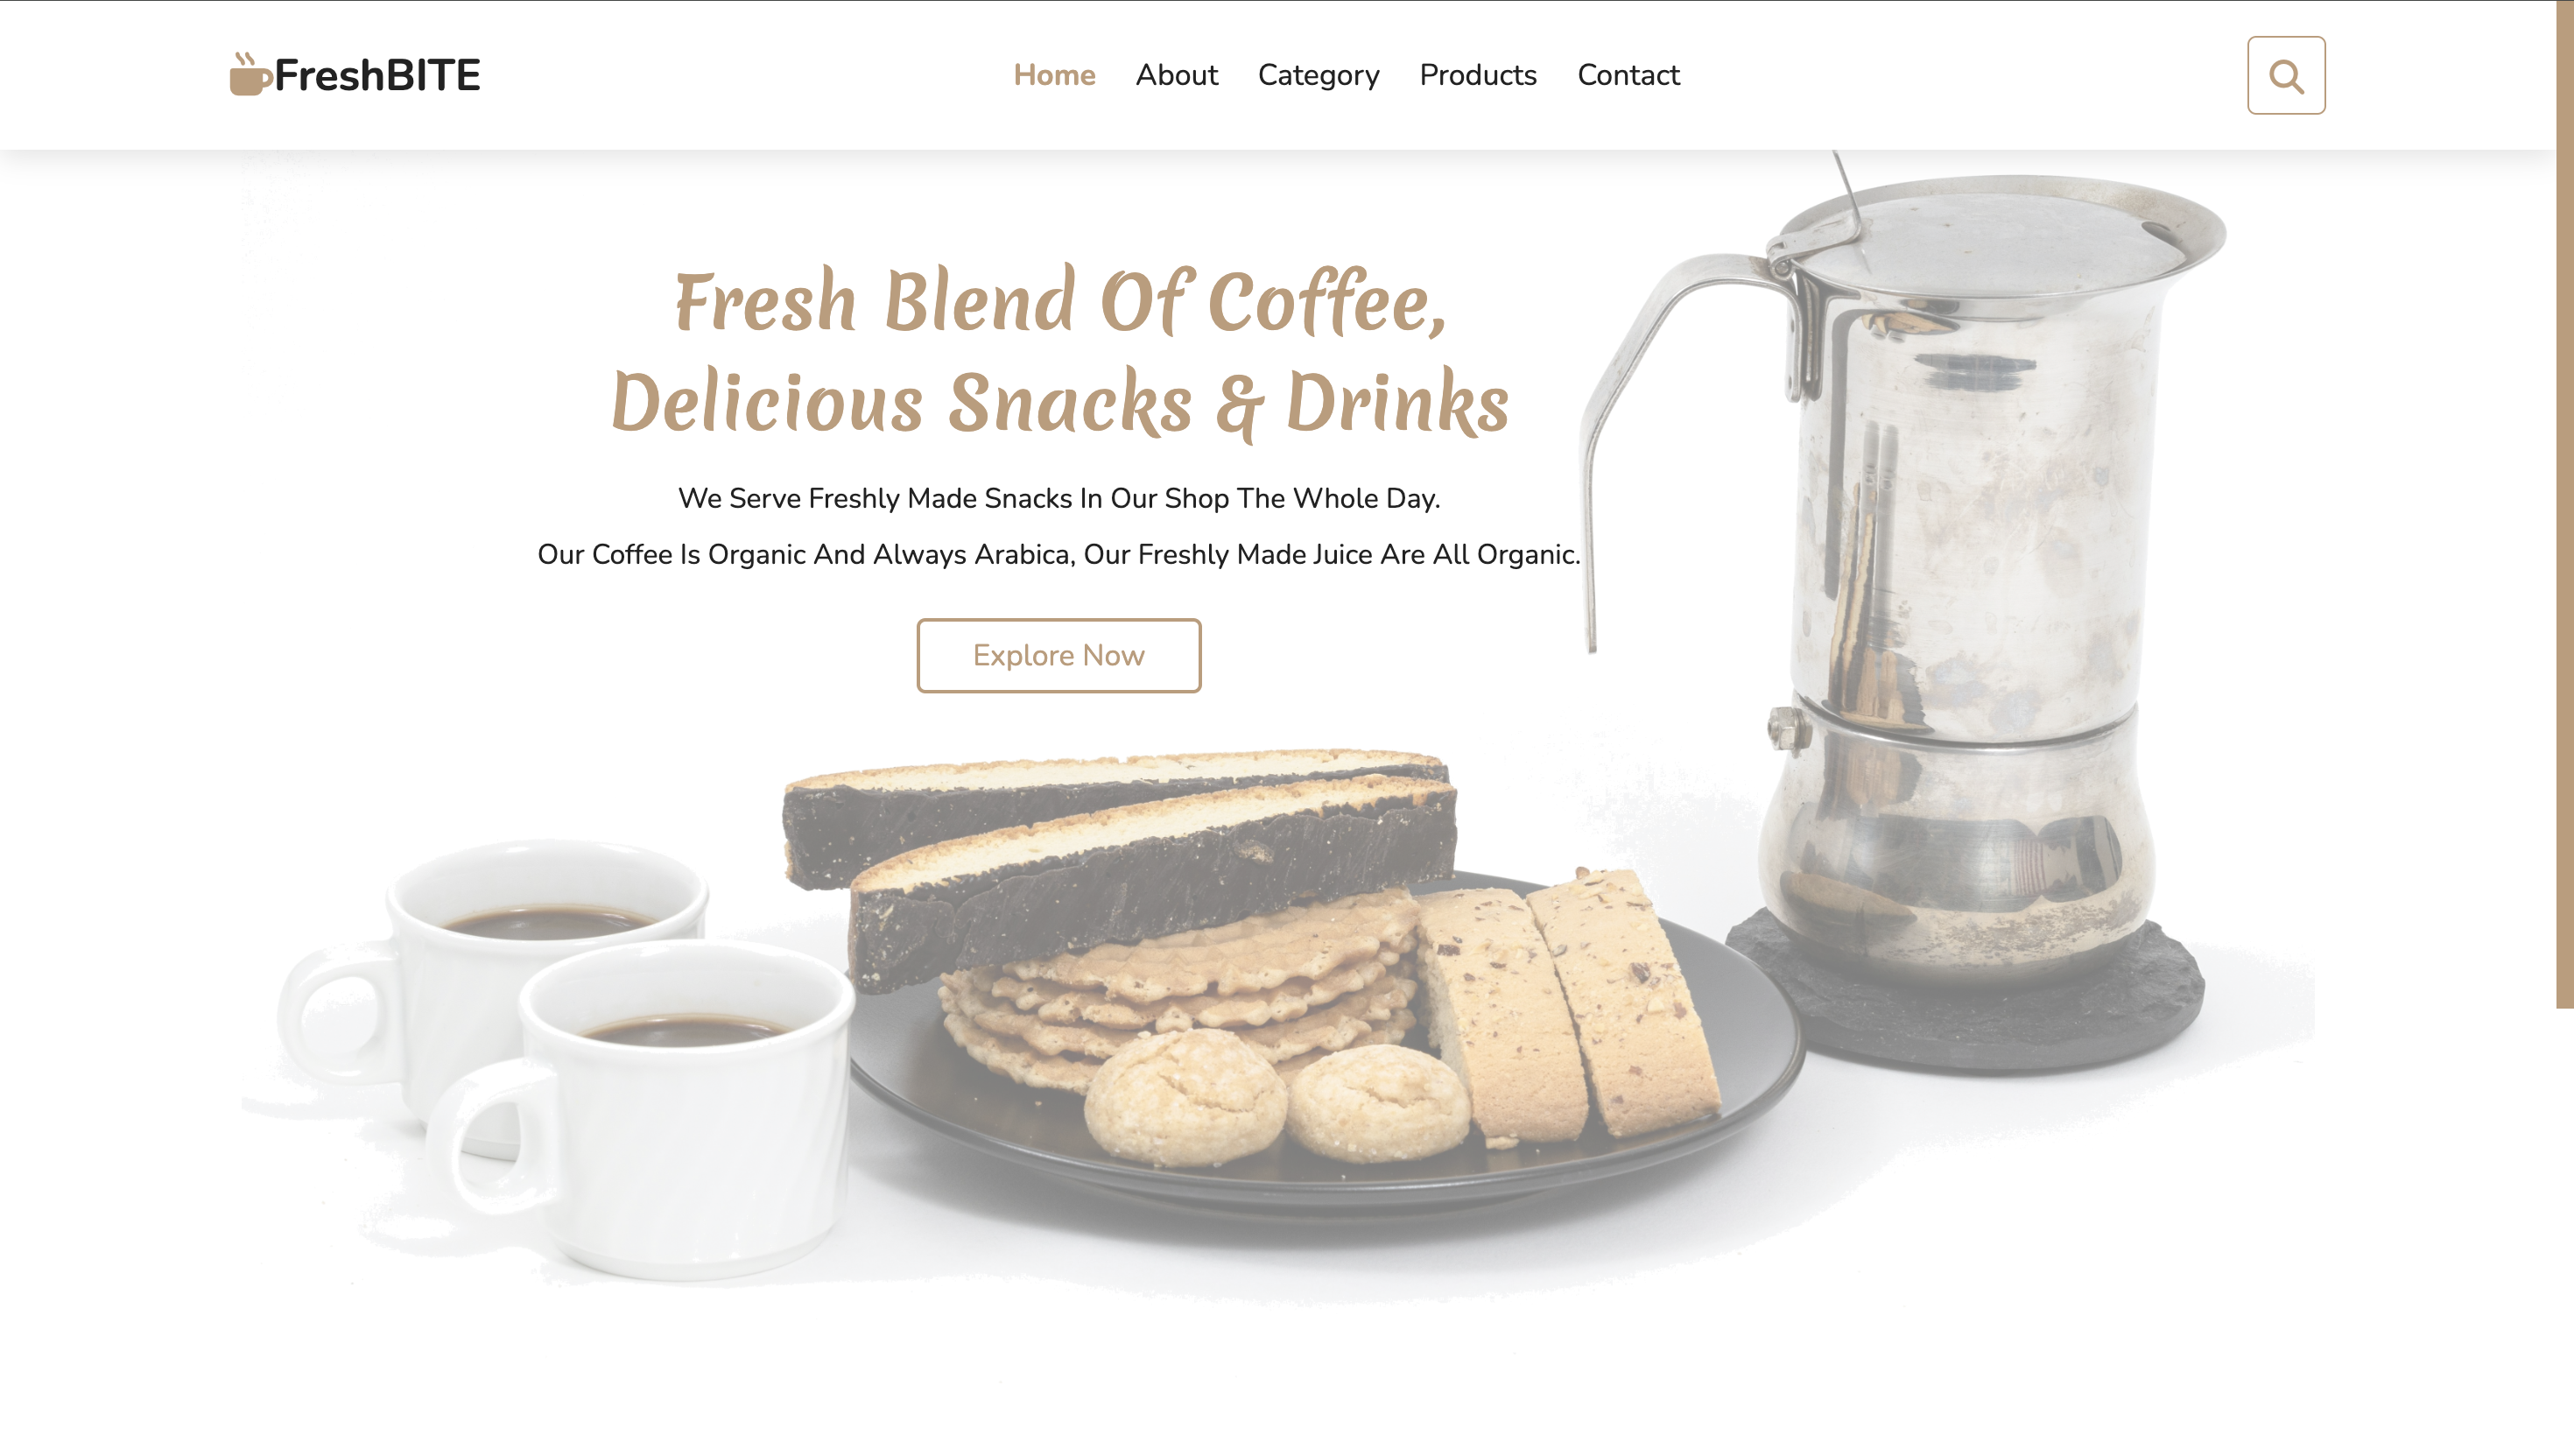 FreshBITE
Home About Category Products Contact
Fresh Blend Of Coffee,
Delicious Snacks & Drinks
We Serve Freshly Made Snacks In Our Shop The Whole Day.
Our Coffee Is Organic And Always Arabica, Our Freshly Made Juice Are All Organic.
Explore Now